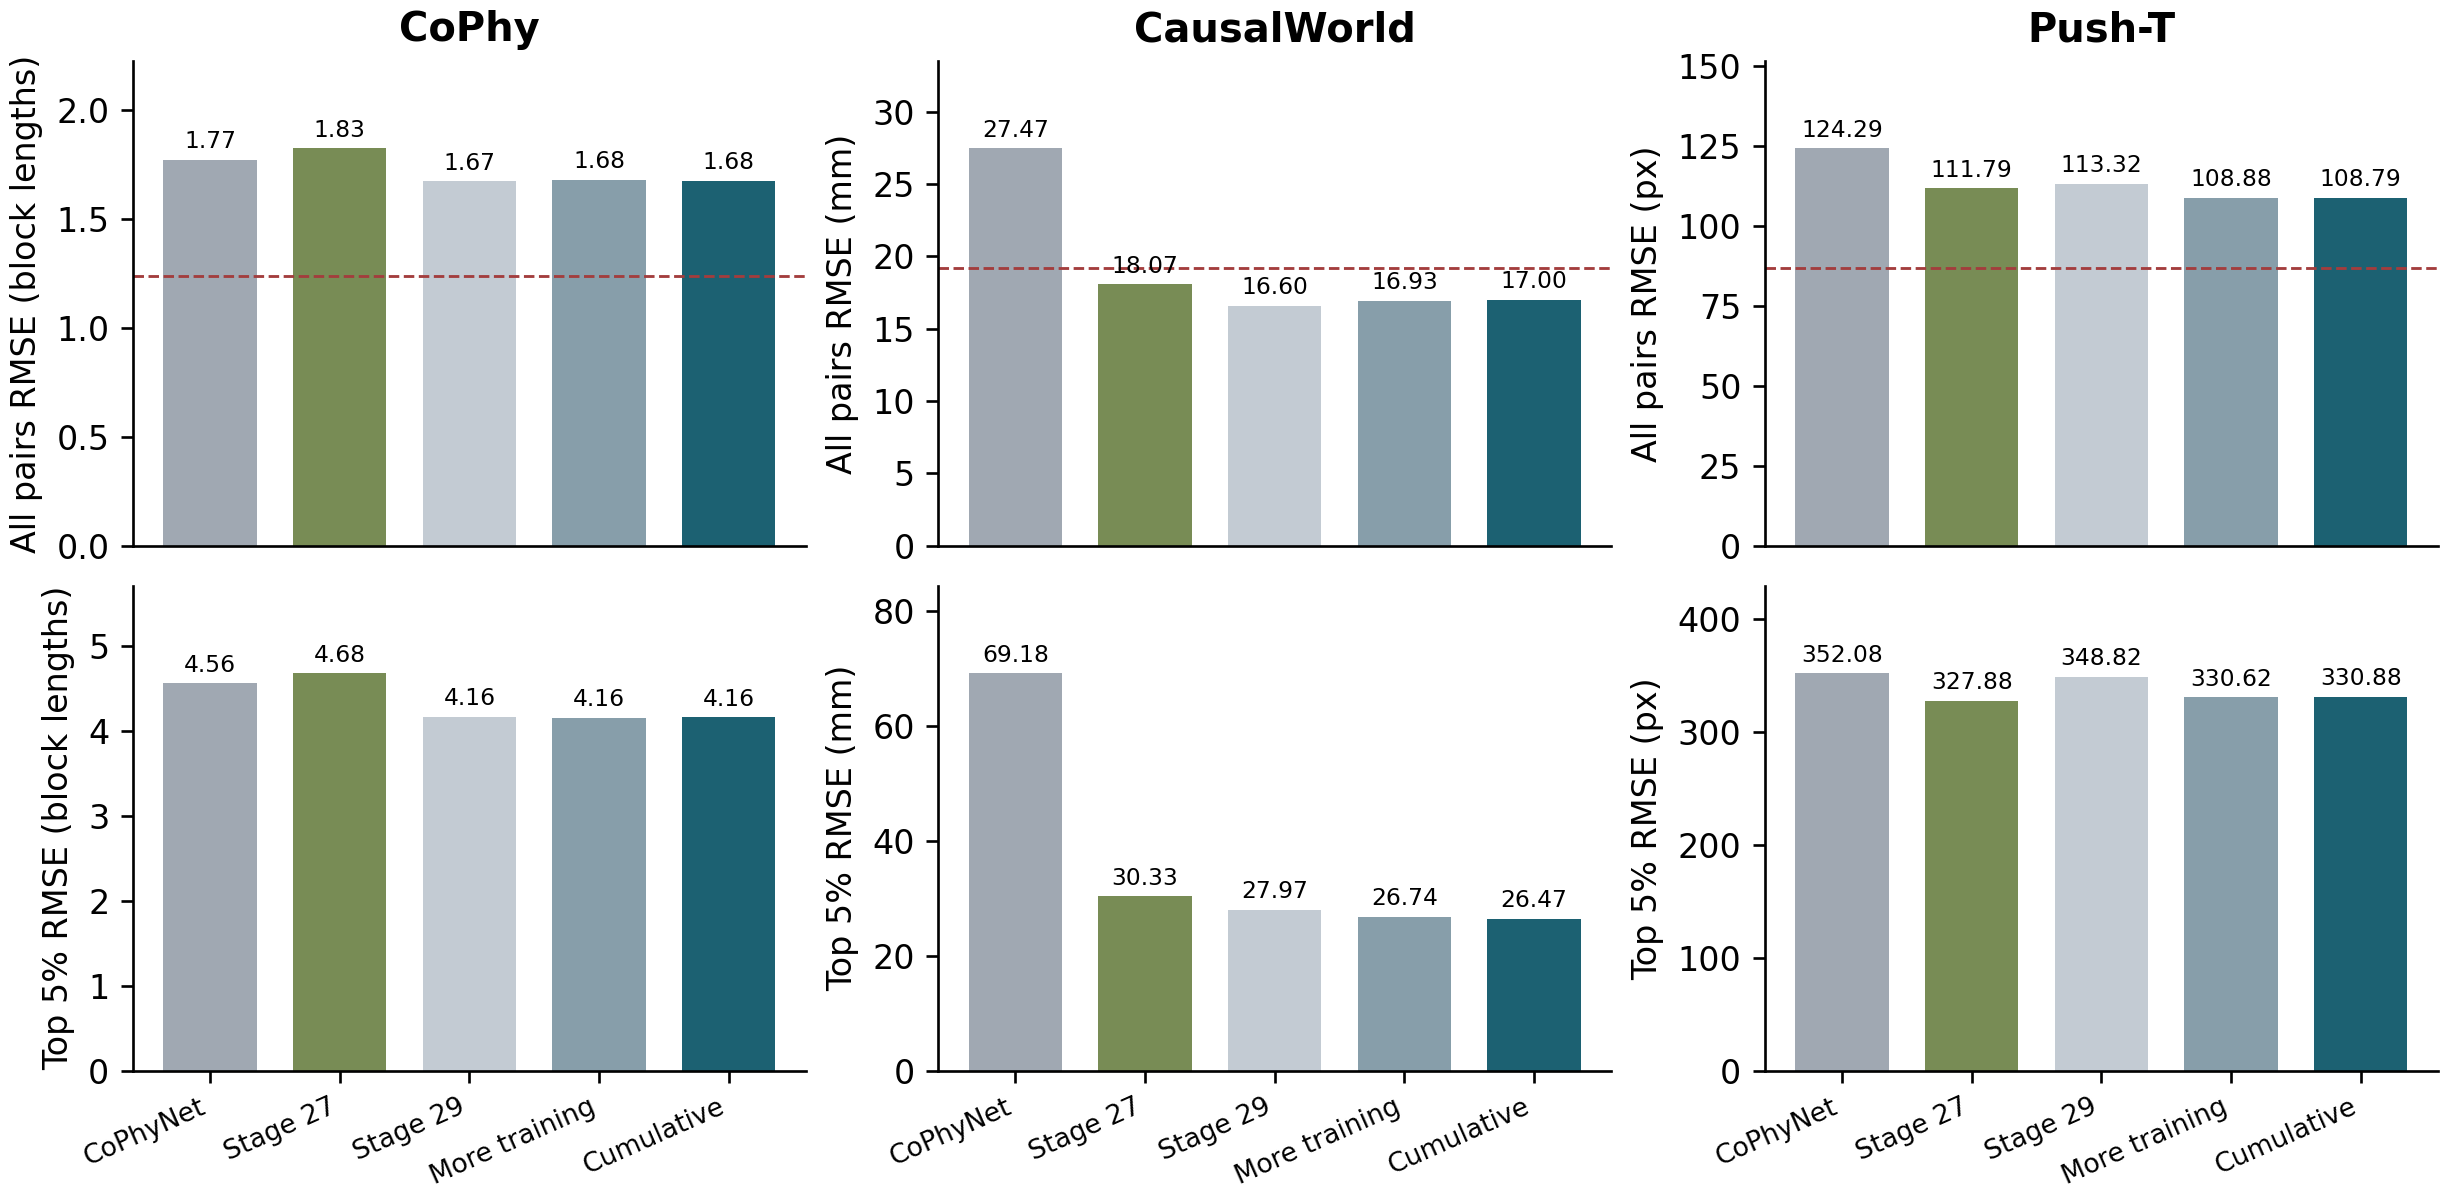 CoPhy
All pairs RMSE (block lengths)
2.0
1.5
1.0
0.5
0.0
1.77
1.83
1.67
1.68
1.68
CausalWorld
All pairs RMSE (mm)
30
25
20
15
10
5
0
27.47
18.07
16.60
16.93
17.00
Push-T
All pairs RMSE (px)
150
125
100
75
50
25
0
124.29
111.79
113.32
108.88
108.79
Top 5% RMSE (block lengths)
5
4
3
2
1
0
4.56
4.68
4.16
4.16
4.16
CoPhyNet
Stage 27
Stage 29
More training
Cumulative
Top 5% RMSE (mm)
80
60
40
20
0
69.18
30.33
27.97
26.74
26.47
CoPhyNet
Stage 27
Stage 29
More training
Cumulative
Top 5% RMSE (px)
400
300
200
100
0
352.08
327.88
348.82
330.62
330.88
CoPhyNet
Stage 27
Stage 29
More training
Cumulative